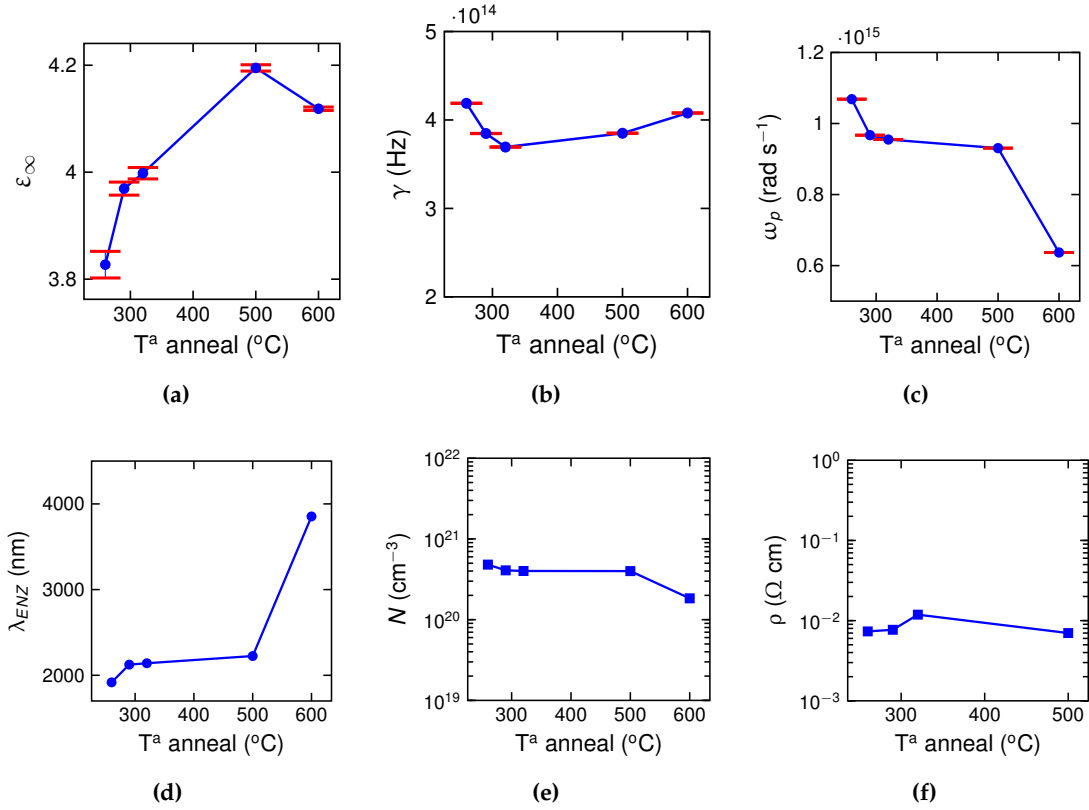 ·10¹⁴
·10¹⁵
4.2
4
3.8
ε∞
300 400 500 600
Tᵃ anneal (ºC)
(a)
5
4
3
2
γ (Hz)
300 400 500 600
Tᵃ anneal (ºC)
(b)
1.2
1
0.8
0.6
ωₚ (rad s⁻¹)
300 400 500 600
Tᵃ anneal (ºC)
(c)
4000
3000
2000
λ_ENZ (nm)
300 400 500 600
Tᵃ anneal (ºC)
(d)
10²²
10²¹
10²⁰
10¹⁹
N (cm⁻³)
300 400 500 600
Tᵃ anneal (ºC)
(e)
10⁰
10⁻¹
10⁻²
10⁻³
ρ (Ω cm)
300 400 500
Tᵃ anneal (ºC)
(f)